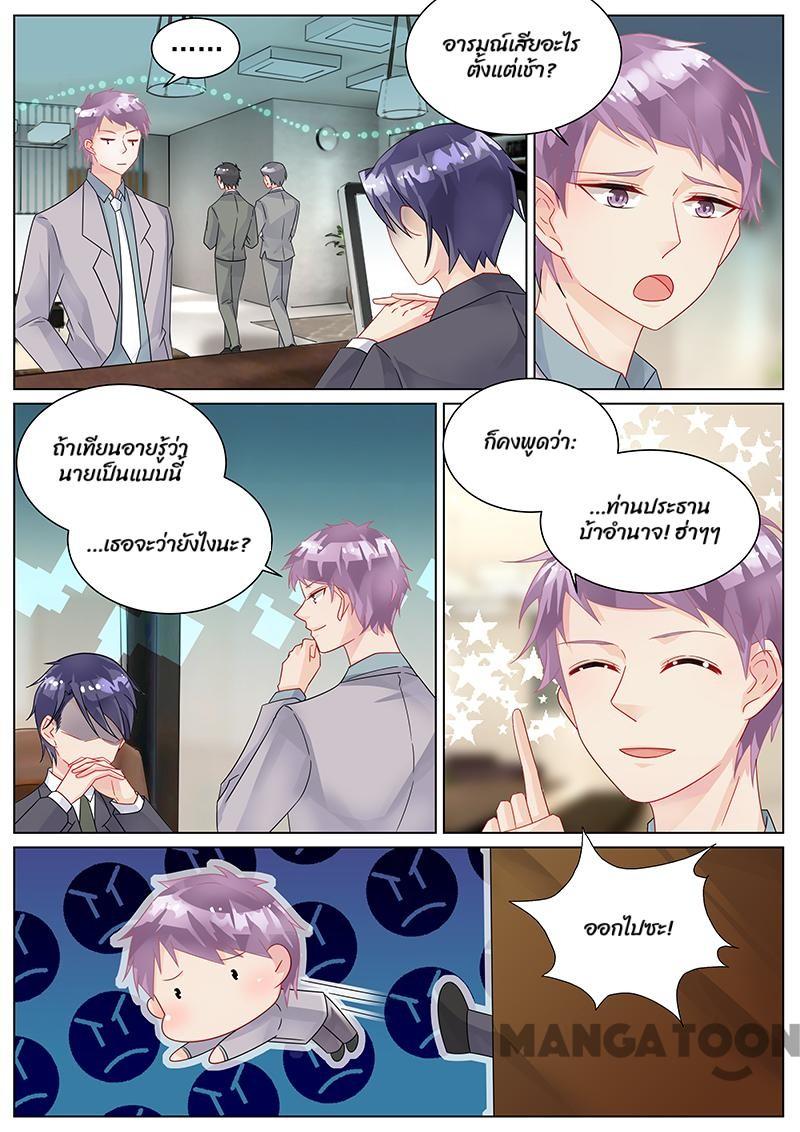 ......
อารมณ์เสียอะไร
ตั้งแต่เช้า?
ถ้าเทียนอายรู้ว่า
นายเป็นแบบนี้
...เธอจะว่ายังไงนะ?
ก็คงพูดว่า:
...ท่านประธาน
บ้าอำนาจ! ฮ่าๆๆ
ออกไปซะ!
MANGATOON